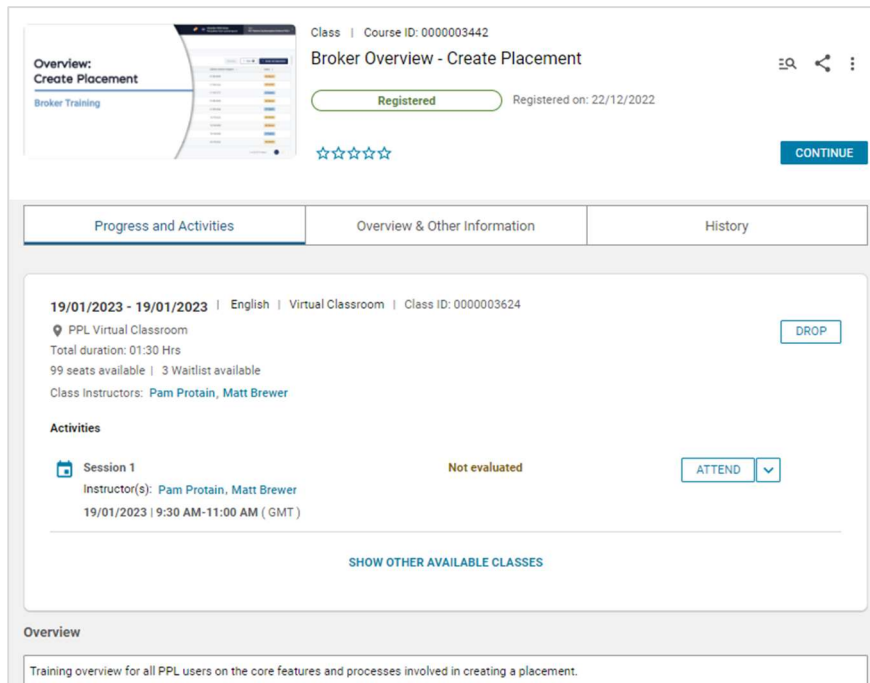 Class | Course ID: 0000003442
Overview:
Create Placement
Broker Training
Broker Overview - Create Placement
Registered
Registered on: 22/12/2022
CONTINUE
Progress and Activities
Overview & Other Information
History
19/01/2023 - 19/01/2023 | English | Virtual Classroom | Class ID: 0000003624
PPL Virtual Classroom
DROP
Total duration: 01:30 Hrs
99 seats available | 3 Waitlist available
Class Instructors: Pam Protain, Matt Brewer
Activities
Session 1
Not evaluated
ATTEND
Instructor(s): Pam Protain, Matt Brewer
19/01/2023 | 9:30 AM-11:00 AM ( GMT )
SHOW OTHER AVAILABLE CLASSES
Overview
Training overview for all PPL users on the core features and processes involved in creating a placement.